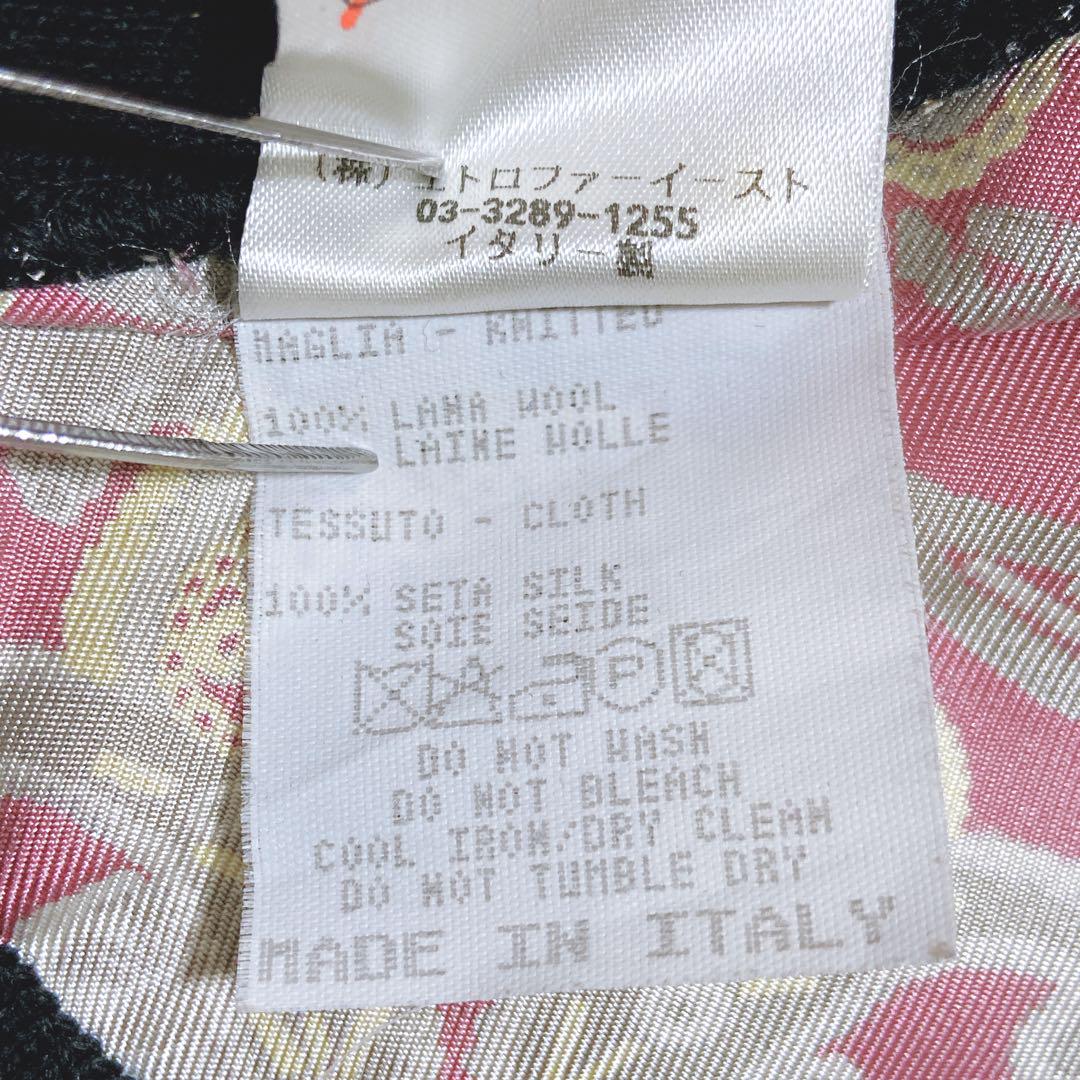 (株) エトロファーイースト
03-3289-1255
イタリー製
MAGLIA - KNITTED
100% LANA WOOL
LAINE WOLLE
TESSUTO - CLOTH
100% SETA SILK
SOIE SEIDE
A P
DO NOT WASH
DO NOT BLEACH
COOL IRON/DRY CLEAN
DO NOT TUMBLE DRY
MADE IN ITALY